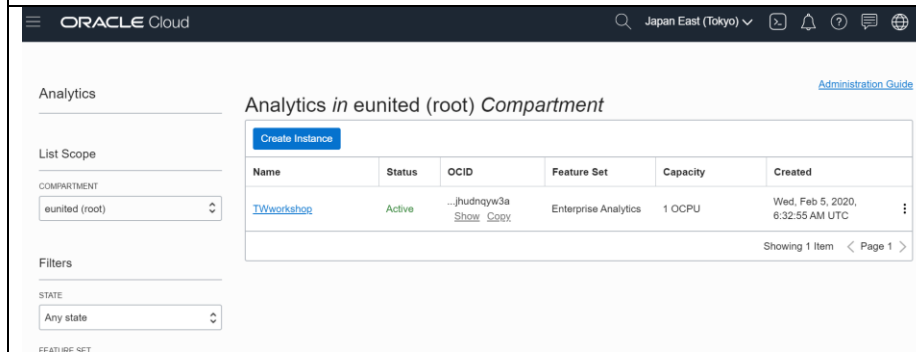 ORACLE Cloud
Japan East (Tokyo)
Analytics
List Scope
COMPARTMENT
eunited (root)
Filters
STATE
Any state
FEATURE SET
Administration Guide
Analytics in eunited (root) Compartment
Create Instance
Name Status OCID Feature Set Capacity Created
TWworkshop Active ...jhudnqyw3a Enterprise Analytics 1 OCPU Wed, Feb 5, 2020,
Show Copy 6:32:55 AM UTC
Showing 1 Item < Page 1 >